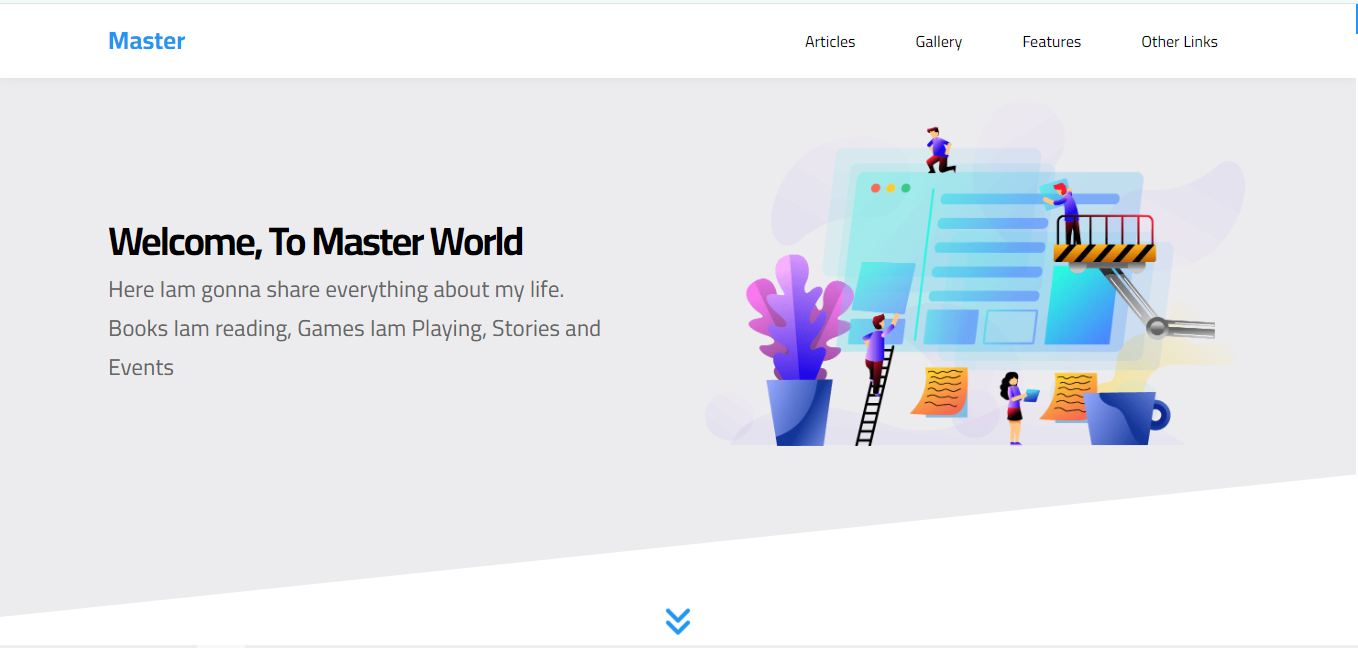 Master
Articles
Gallery
Features
Other Links
Welcome, To Master World
Here Iam gonna share everything about my life.
Books Iam reading, Games Iam Playing, Stories and
Events